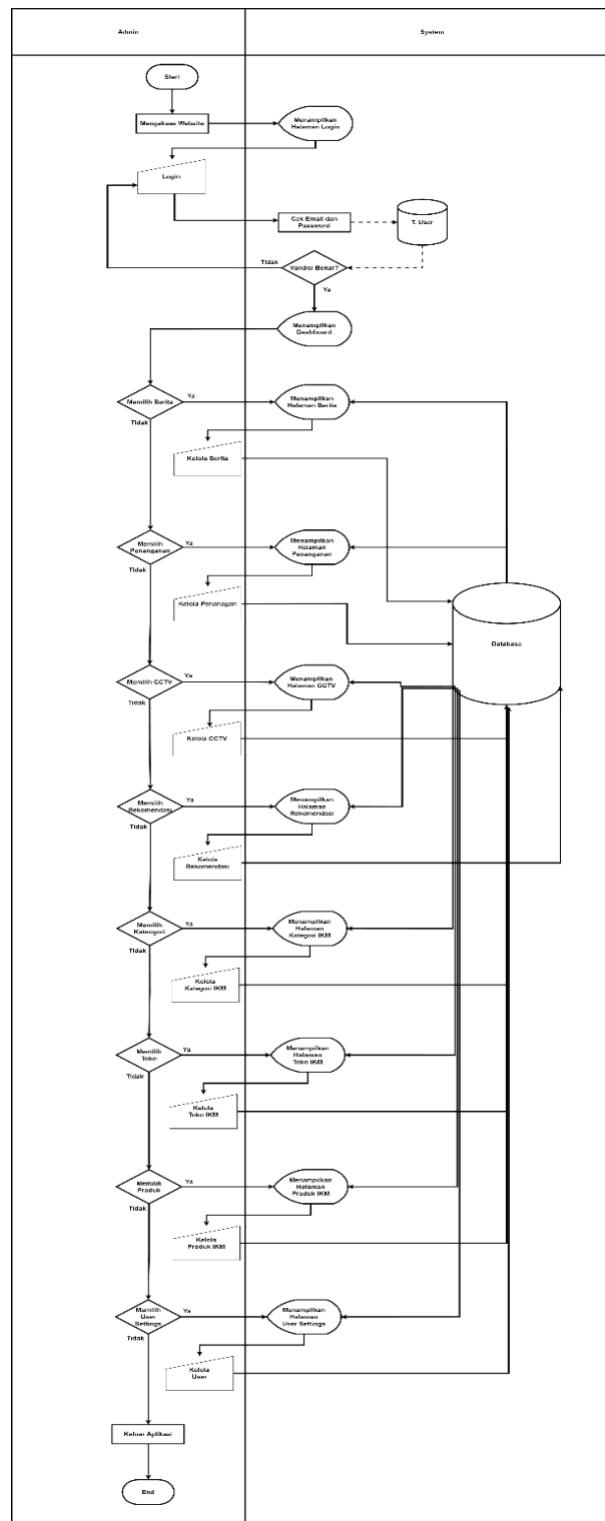 Admin
System
Start
Mengakses Website
Menampilkan
Halaman Login
Login
Cek Email dan
Password
T. User
Tidak
Validisi Benar?
Ya
Menampilkan
Dashboard
Memilih Berita
Ya
Menampilkan
Halaman Berita
Tidak
Kelola Berita
Memilih
Penanganan
Ya
Menampilkan
Halaman
Penanganan
Tidak
Kelola Penanagan
Database
Memilih CCTV
Ya
Menampilkan
Halaman CCTV
Tidak
Kelola CCTV
Memilih
Rekomendasi
Ya
Menampilkan
Halaman
Rekomendasi
Tidak
Kelola
Rekomendasi
Memilih
Kateogori
Ya
Menampilkan
Halaman
Kategori IKM
Tidak
Kelola
Kategori IKM
Memilih
Toko
Ya
Menampilkan
Halaman
Toko IKM
Tidak
Kelola
Toko IKM
Memilih
Produk
Ya
Menampilkan
Halaman
Produk IKM
Tidak
Kelola
Produk IKM
Memilih
User
Settings
Ya
Menampilkan
Halaman
User Settings
Tidak
Kelola
User
Keluar Aplikasi
End